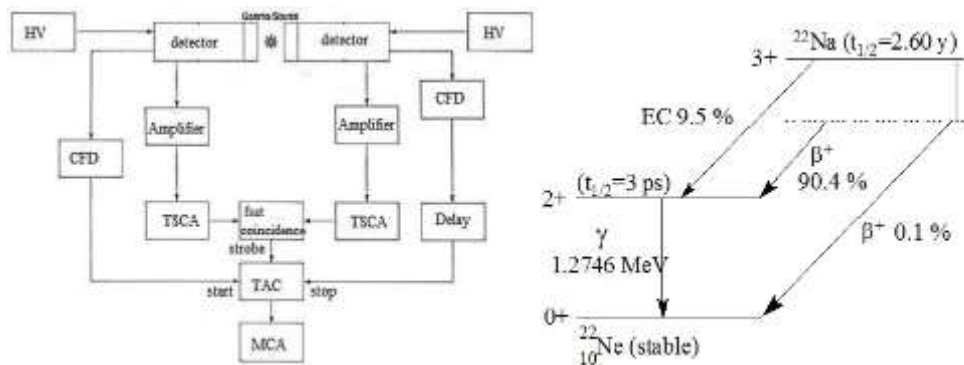 Gamma Source
HV
detector
detector
HV
CFD
Amplifier
Amplifier
CFD
TSCA
fast
coincidence
TSCA
Delay
strobe
start
TAC
stop
MCA
²²Na (t₁/₂=2.60 y)
3+
EC 9.5 %
β⁺
90.4 %
(t₁/₂=3 ps)
2+
β⁺ 0.1 %
γ
1.2746 MeV
0+
²²₁₀Ne (stable)